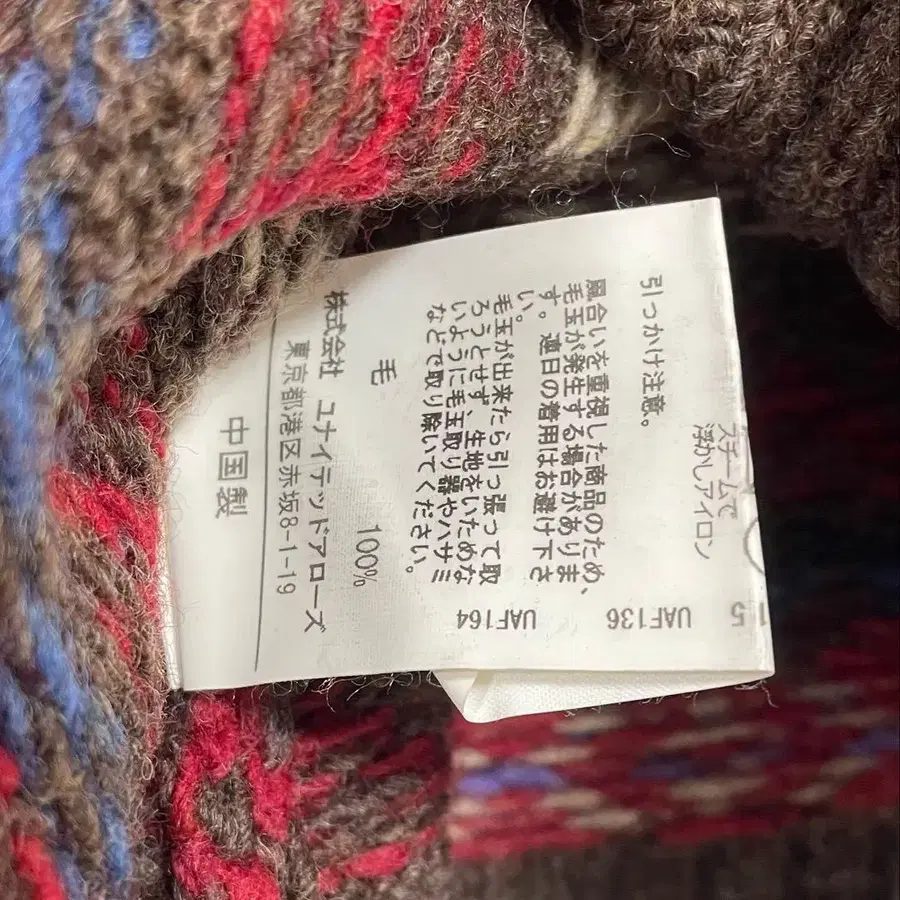 スチームで
浮かしアイロン
引っかけ注意。
UAF136
風合いを重視した商品のため、
毛玉が発生する場合がありま
す。 連日の着用はお避け下さ
い。
UAF164
毛玉が出来たら引っ張って取
ろうとせず、生地をいためな
いように毛玉取り器やハサミ
などで取り除いてください。
毛 100%
株式会社 ユナイテッドアローズ
東京都港区赤坂8-1-19
中国製